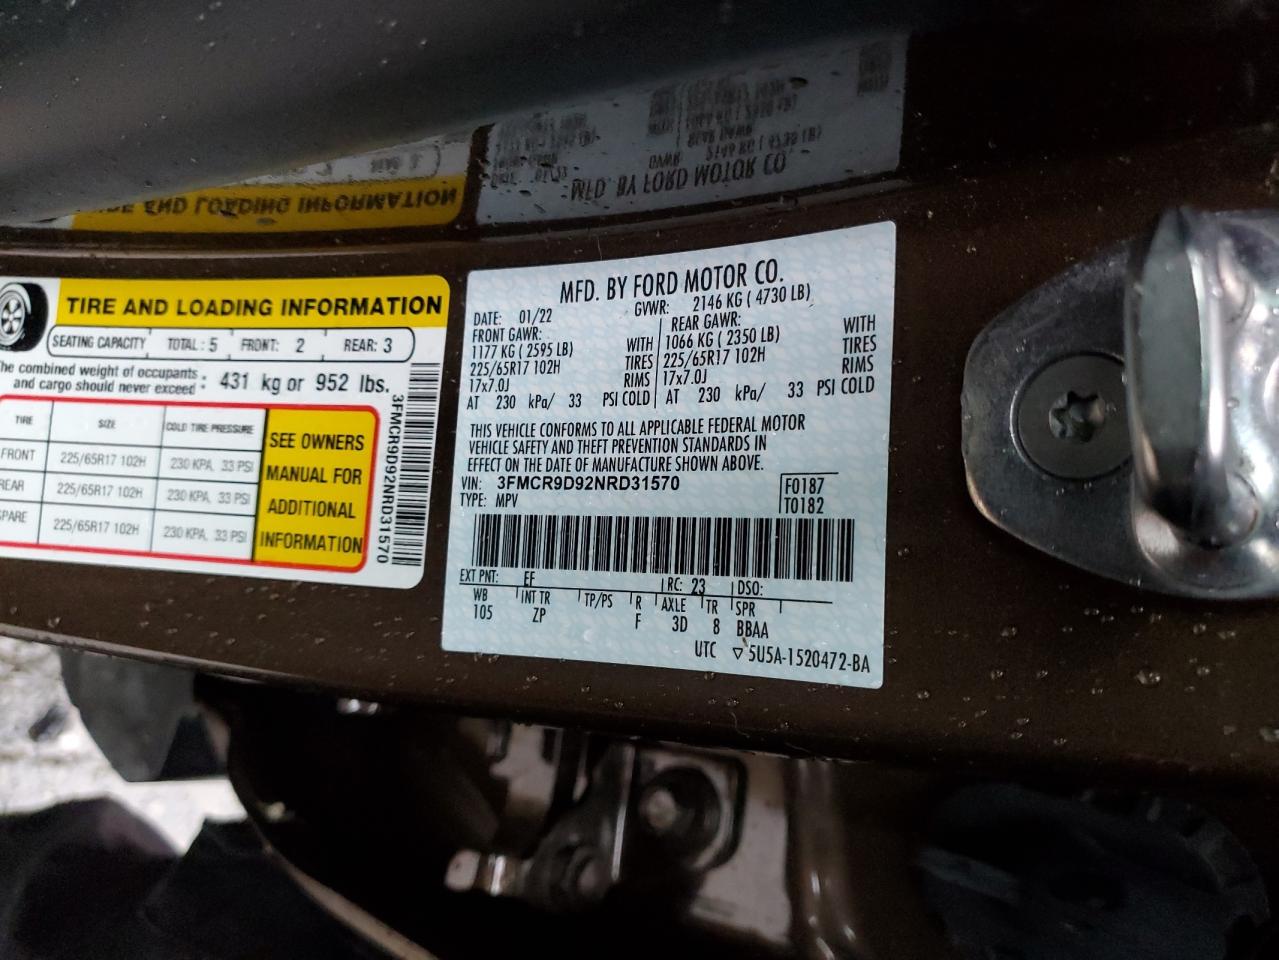 TIRE AND LOADING INFORMATION
SEATING CAPACITY TOTAL: 5 FRONT: 2 REAR: 3
The combined weight of occupants and cargo should never exceed : 431 kg or 952 lbs.
TIRE SIZE COLD TIRE PRESSURE
FRONT 225/65R17 102H 230 KPA, 33 PSI
REAR 225/65R17 102H 230 KPA, 33 PSI
SPARE 225/65R17 102H 230 KPA, 33 PSI
SEE OWNERS
MANUAL FOR
ADDITIONAL
INFORMATION
3FMCR9D92NRD31570
MFD. BY FORD MOTOR CO.
DATE: 01/22 GVWR: 2146 KG ( 4730 LB)
FRONT GAWR: REAR GAWR:
1177 KG ( 2595 LB) WITH 1066 KG ( 2350 LB) WITH
225/65R17 102H TIRES 225/65R17 102H TIRES
17x7.0J RIMS 17x7.0J RIMS
AT 230 kPa/ 33 PSI COLD AT 230 kPa/ 33 PSI COLD
THIS VEHICLE CONFORMS TO ALL APPLICABLE FEDERAL MOTOR
VEHICLE SAFETY AND THEFT PREVENTION STANDARDS IN
EFFECT ON THE DATE OF MANUFACTURE SHOWN ABOVE.
VIN: 3FMCR9D92NRD31570 F0187
TYPE: MPV T0182
EXT PNT: EF RC: 23 DSO:
WB INT TR TP/PS R AXLE TR SPR
105 ZP F 3D 8 BBAA
UTC ▽5U5A-1520472-BA